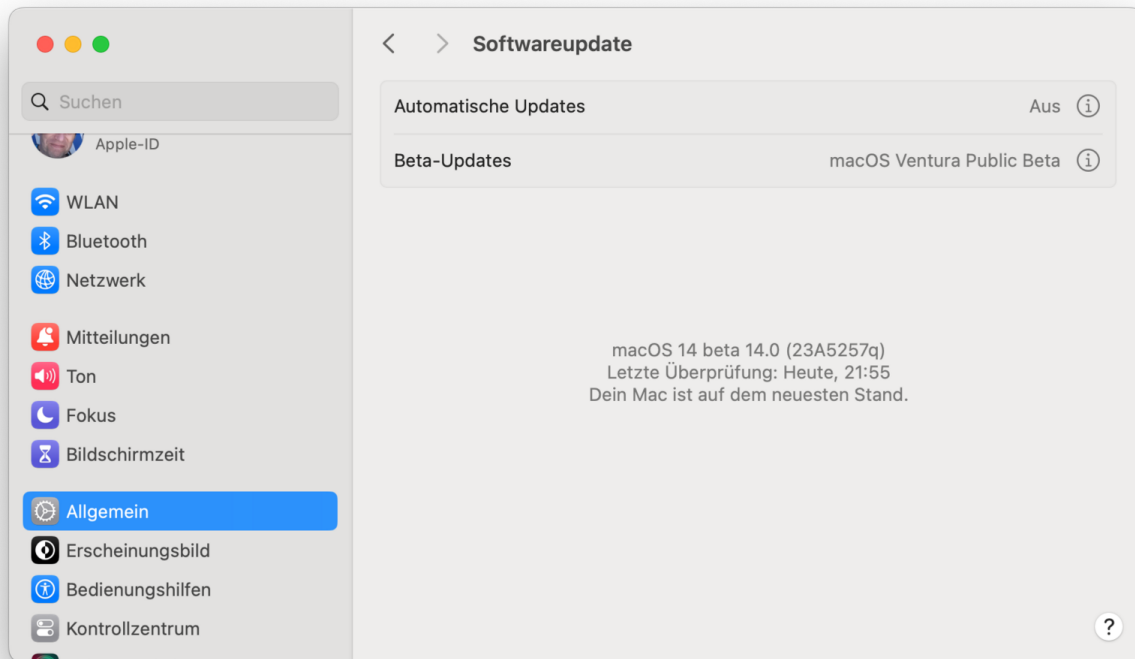 Softwareupdate
Suchen
Apple-ID
WLAN
Bluetooth
Netzwerk
Mitteilungen
Ton
Fokus
Bildschirmzeit
Allgemein
Erscheinungsbild
Bedienungshilfen
Kontrollzentrum
Automatische Updates Aus
Beta-Updates macOS Ventura Public Beta
macOS 14 beta 14.0 (23A5257q)
Letzte Überprüfung: Heute, 21:55
Dein Mac ist auf dem neuesten Stand.
?